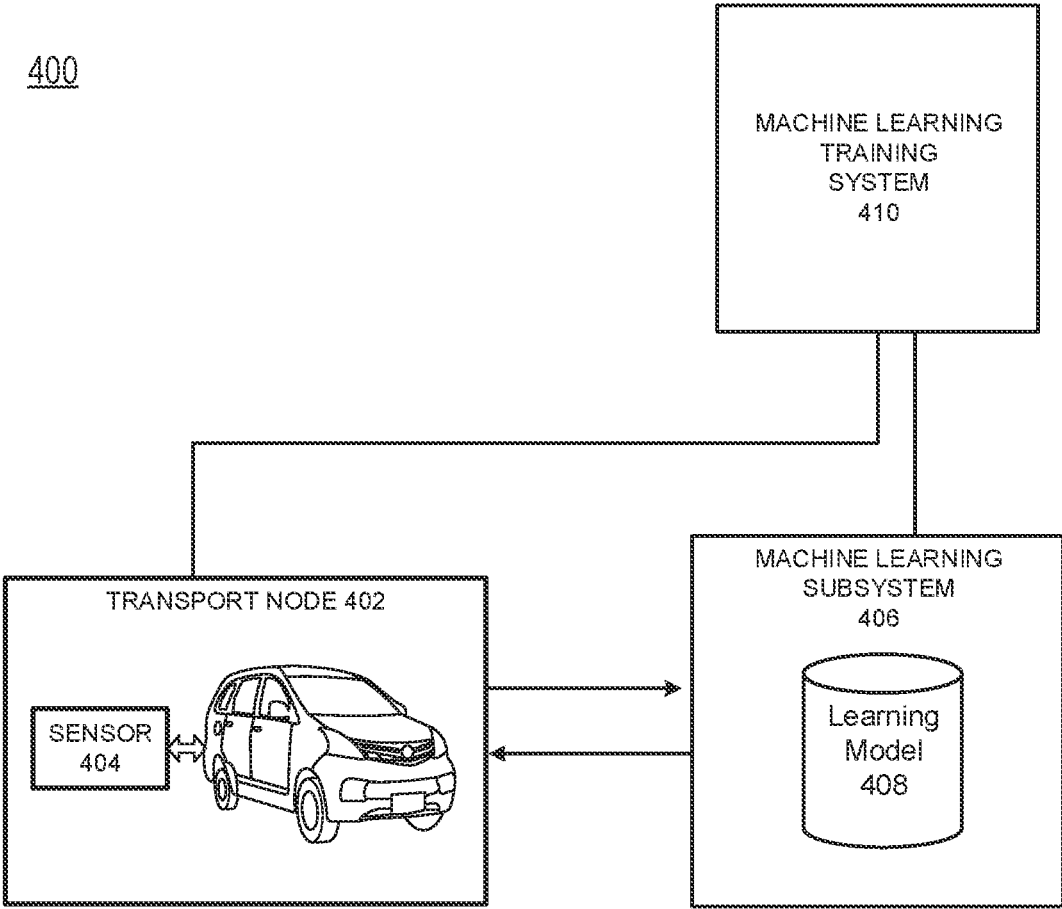 400
MACHINE LEARNING
TRAINING
SYSTEM
410
TRANSPORT NODE 402
SENSOR
404
MACHINE LEARNING
SUBSYSTEM
406
Learning
Model
408